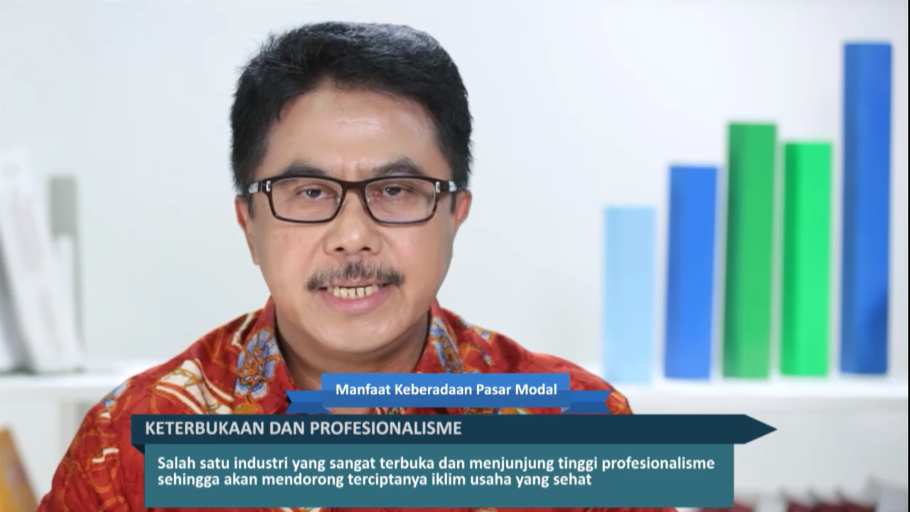 Manfaat Keberadaan Pasar Modal
KETERBUKAAN DAN PROFESIONALISME
Salah satu industri yang sangat terbuka dan menjunjung tinggi profesionalisme
sehingga akan mendorong terciptanya iklim usaha yang sehat